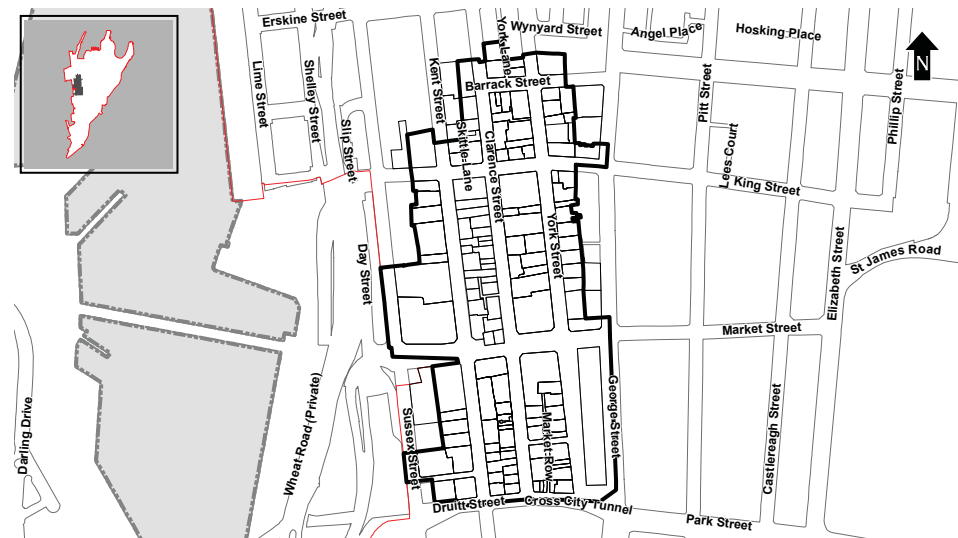 Erskine Street
York Lane
Wynyard Street
Angel Place
Hosking Place
N
Lime Street
Shelley Street
Kent Street
Barrack Street
Pitt Street
Phillip Street
Slip Street
Skittle Lane
Clarence Street
Lees Court
King Street
York Street
Day Street
Elizabeth Street
St James Road
Market Street
Darling Drive
Wheat Road (Private)
Sussex Street
Market Row
George Street
Castlereagh Street
Druitt Street
Cross City Tunnel
Park Street